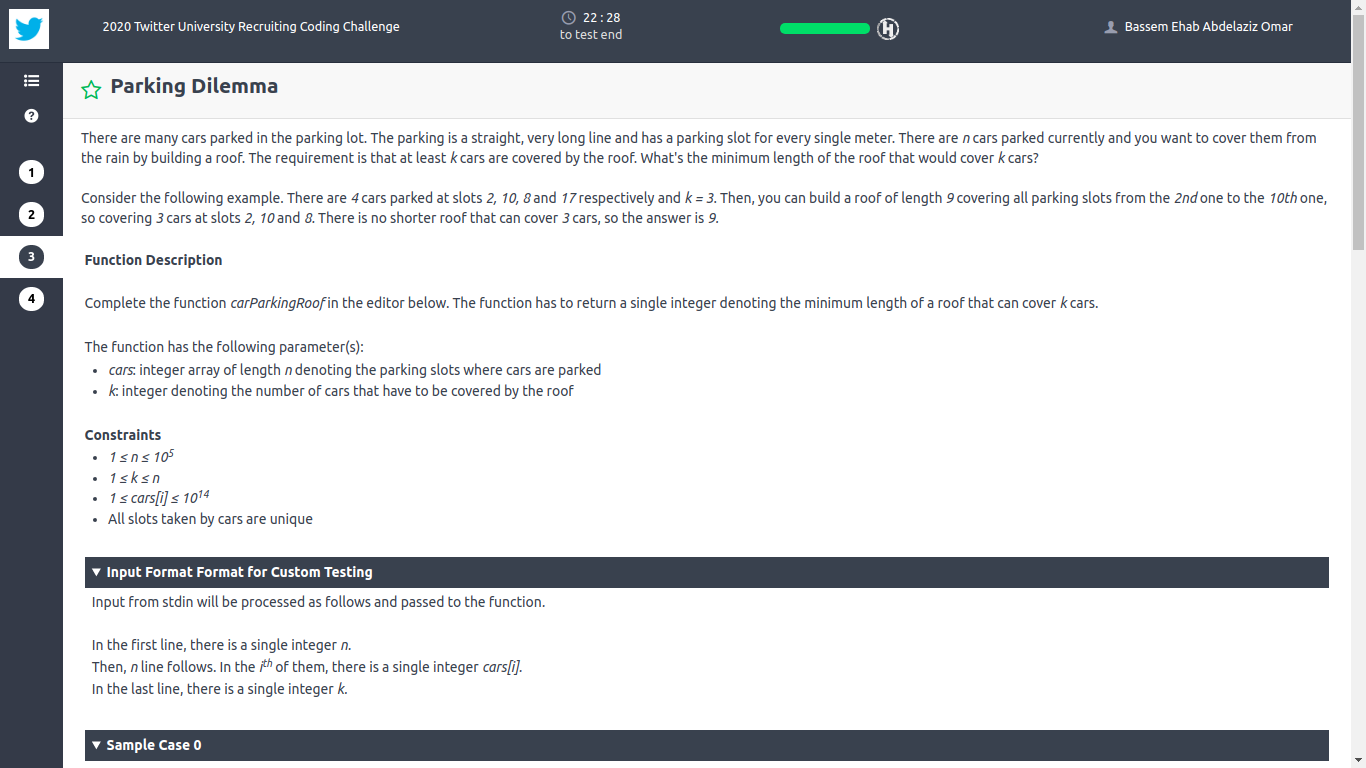 2020 Twitter University Recruiting Coding Challenge
22 : 28
to test end
Bassem Ehab Abdelaziz Omar
?
1
2
3
4
Parking Dilemma
There are many cars parked in the parking lot. The parking is a straight, very long line and has a parking slot for every single meter. There are n cars parked currently and you want to cover them from
the rain by building a roof. The requirement is that at least k cars are covered by the roof. What's the minimum length of the roof that would cover k cars?
Consider the following example. There are 4 cars parked at slots 2, 10, 8 and 17 respectively and k = 3. Then, you can build a roof of length 9 covering all parking slots from the 2nd one to the 10th one,
so covering 3 cars at slots 2, 10 and 8. There is no shorter roof that can cover 3 cars, so the answer is 9.
Function Description
Complete the function carParkingRoof in the editor below. The function has to return a single integer denoting the minimum length of a roof that can cover k cars.
The function has the following parameter(s):
• cars: integer array of length n denoting the parking slots where cars are parked
• k: integer denoting the number of cars that have to be covered by the roof
Constraints
• 1 ≤ n ≤ 10⁵
• 1 ≤ k ≤ n
• 1 ≤ cars[i] ≤ 10¹⁴
• All slots taken by cars are unique
▼ Input Format Format for Custom Testing
Input from stdin will be processed as follows and passed to the function.
In the first line, there is a single integer n.
Then, n line follows. In the iᵗʰ of them, there is a single integer cars[i].
In the last line, there is a single integer k.
▼ Sample Case 0